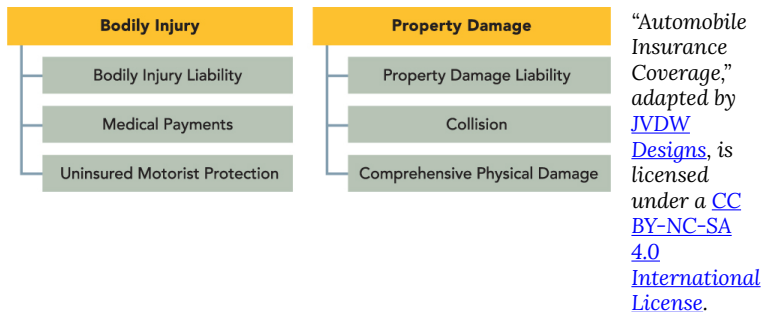 Bodily Injury
Bodily Injury Liability
Medical Payments
Uninsured Motorist Protection
Property Damage
Property Damage Liability
Collision
Comprehensive Physical Damage
“Automobile
Insurance
Coverage,”
adapted by
JVDW
Designs, is
licensed
under a CC
BY-NC-SA
4.0
International
License.